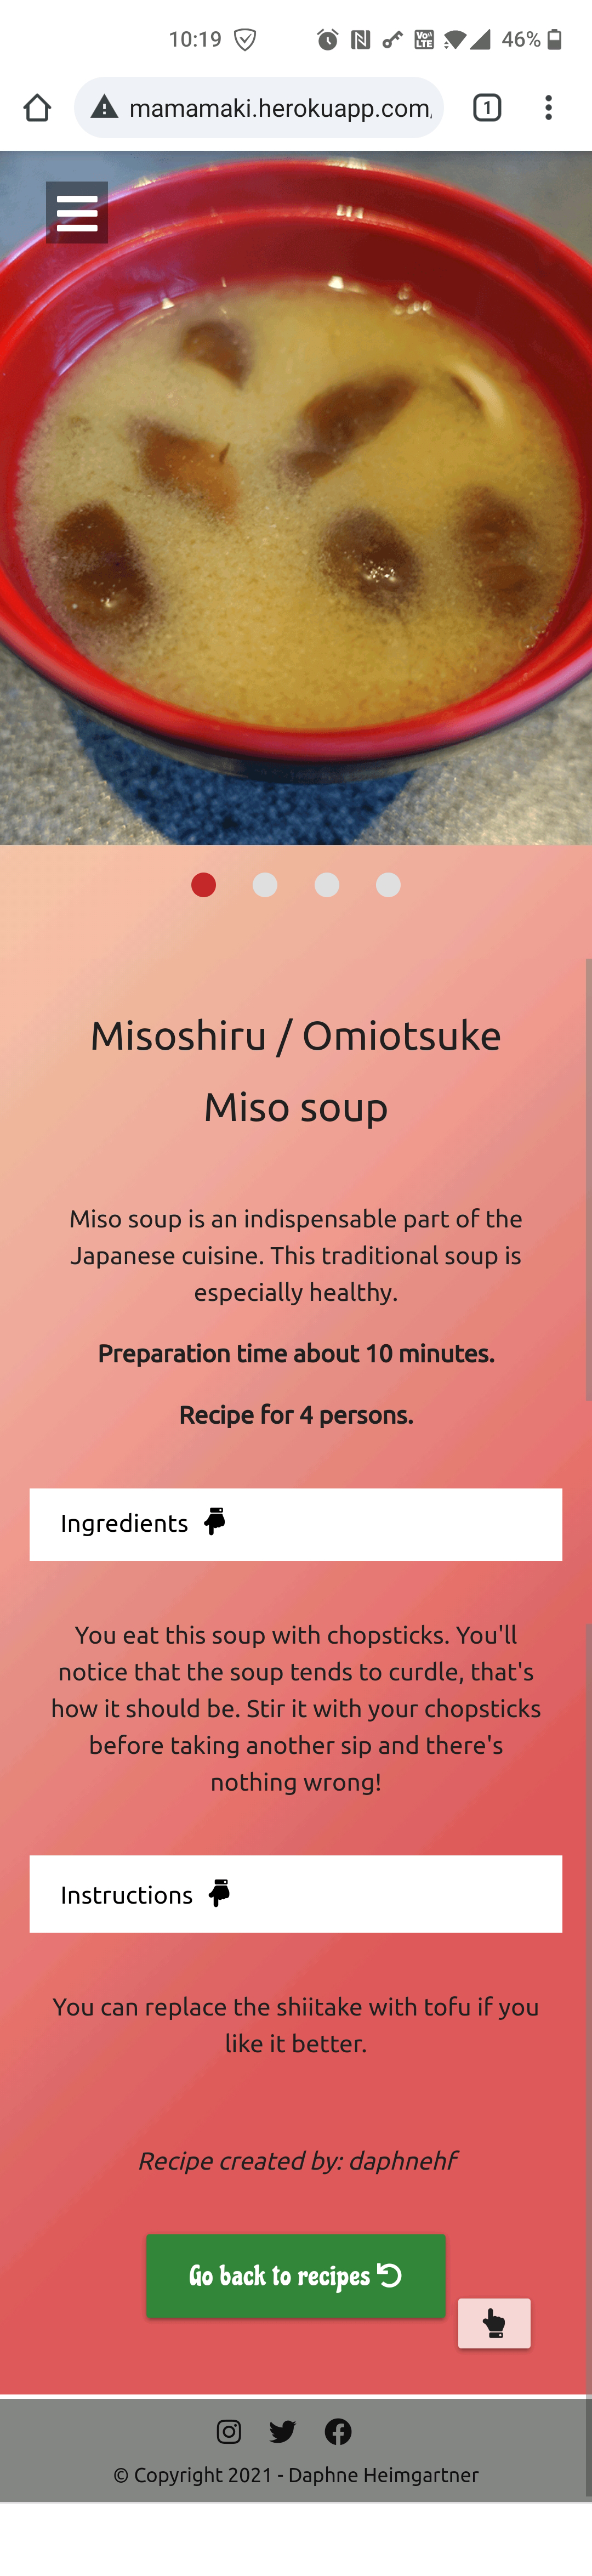 10:19
VoD
LTE
46%
mamamaki.herokuapp.com
1
Misoshiru / Omiotsuke
Miso soup
Miso soup is an indispensable part of the
Japanese cuisine. This traditional soup is
especially healthy.
Preparation time about 10 minutes.
Recipe for 4 persons.
Ingredients
You eat this soup with chopsticks. You'll
notice that the soup tends to curdle, that's
how it should be. Stir it with your chopsticks
before taking another sip and there's
nothing wrong!
Instructions
You can replace the shiitake with tofu if you
like it better.
Recipe created by: daphnehf
Go back to recipes
© Copyright 2021 - Daphne Heimgartner